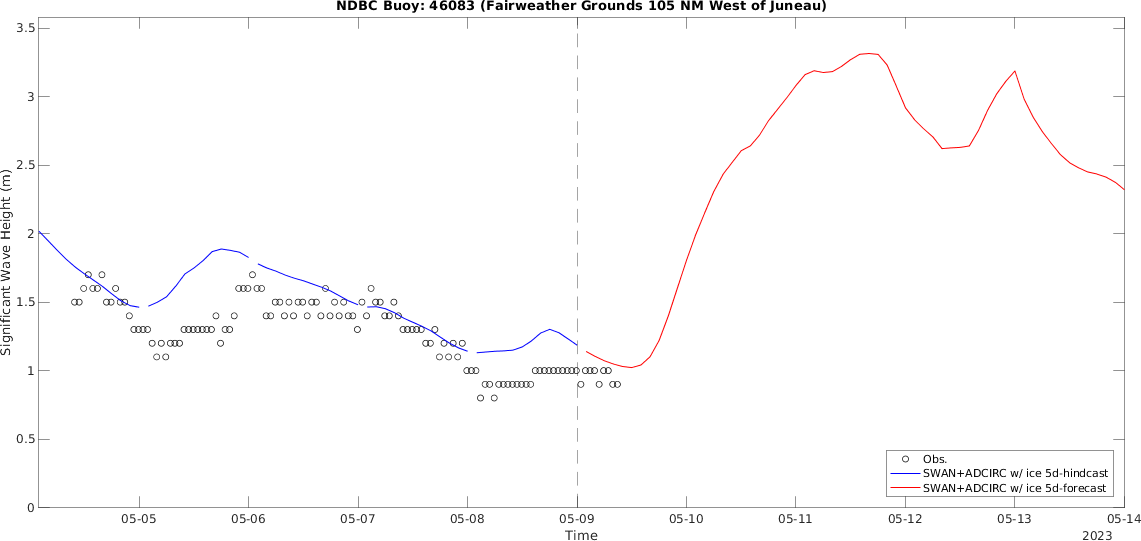 NDBC Buoy: 46083 (Fairweather Grounds 105 NM West of Juneau)
3.5
3
2.5
2
1.5
1
0.5
0
Significant Wave Height (m)
Obs.
SWAN+ADCIRC w/ ice 5d-hindcast
SWAN+ADCIRC w/ ice 5d-forecast
05-05 05-06 05-07 05-08 05-09 05-10 05-11 05-12 05-13 05-14
Time
2023